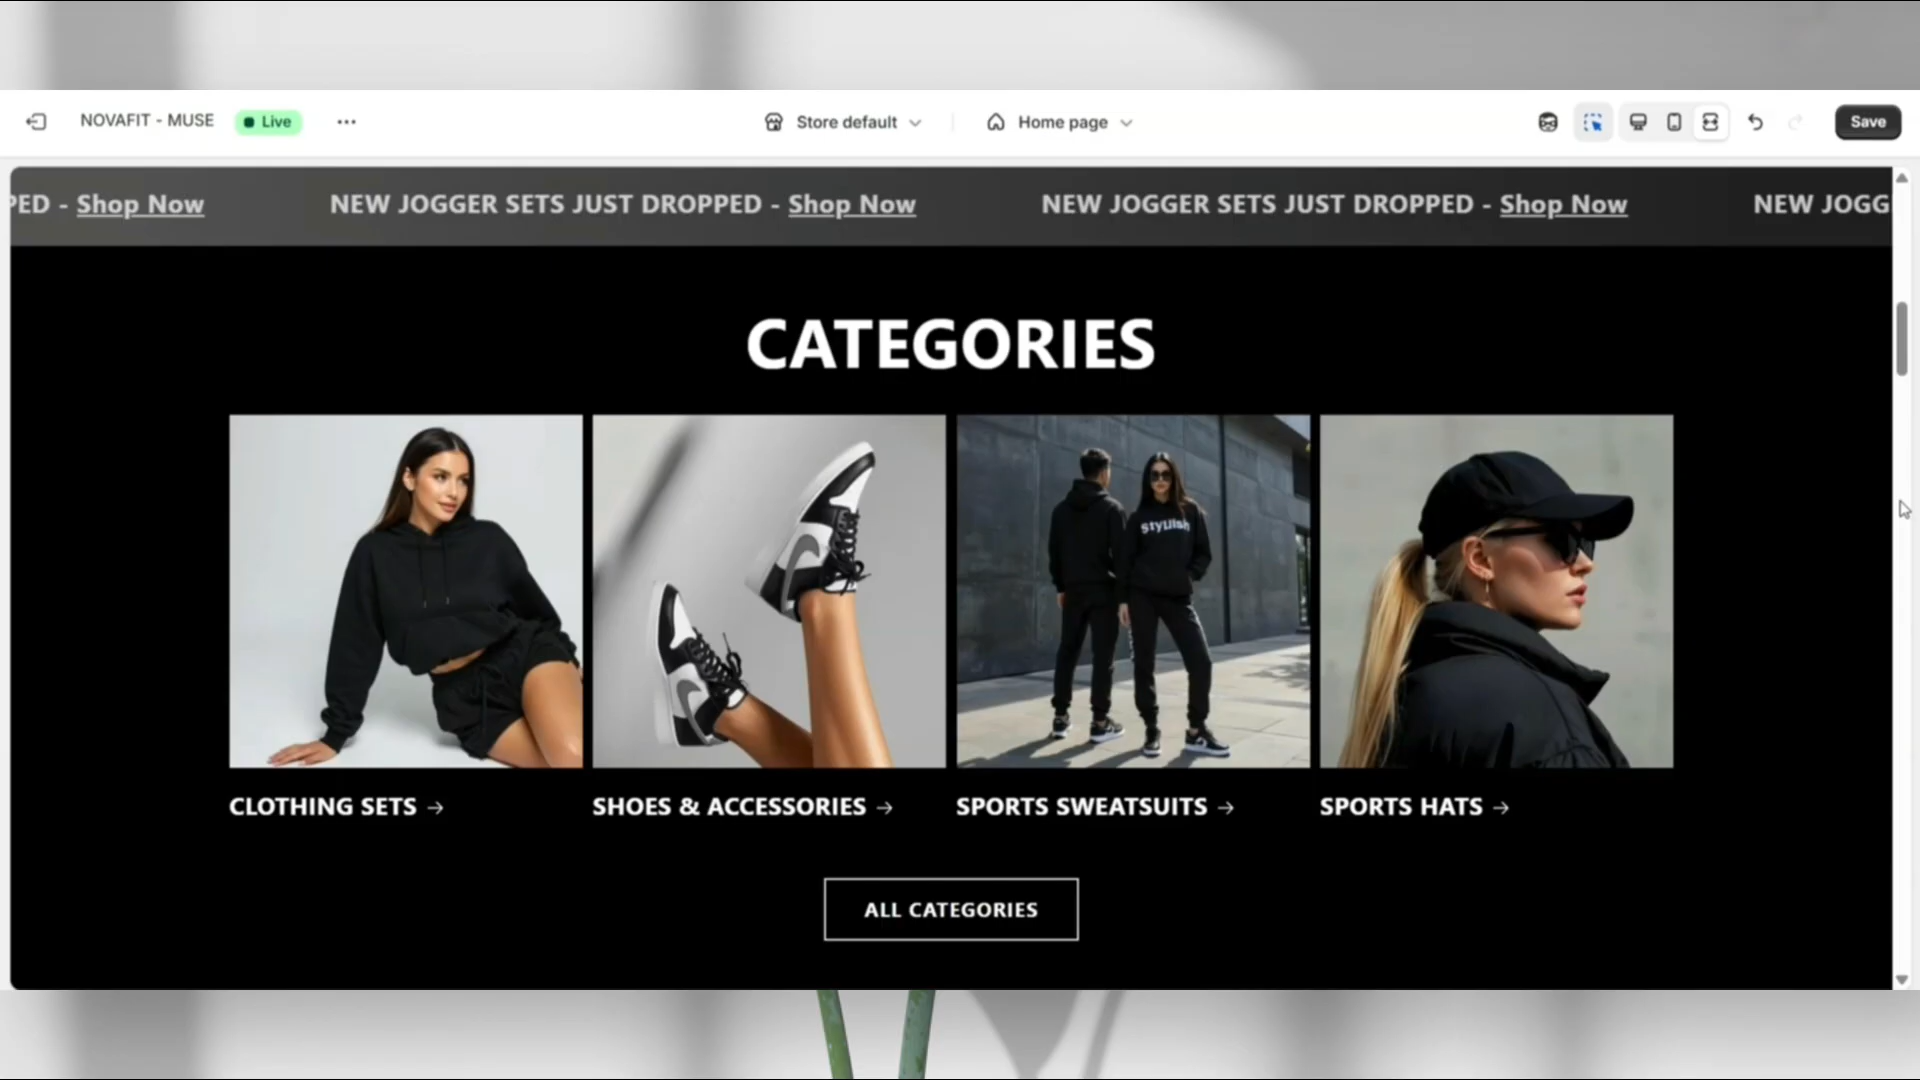 NOVAFIT - MUSE
Live
Store default
Home page
Save
PED - Shop Now
NEW JOGGER SETS JUST DROPPED - Shop Now
NEW JOGGER SETS JUST DROPPED - Shop Now
NEW JOGG
CATEGORIES
Stylish
CLOTHING SETS →
SHOES & ACCESSORIES →
SPORTS SWEATSUITS →
SPORTS HATS →
ALL CATEGORIES